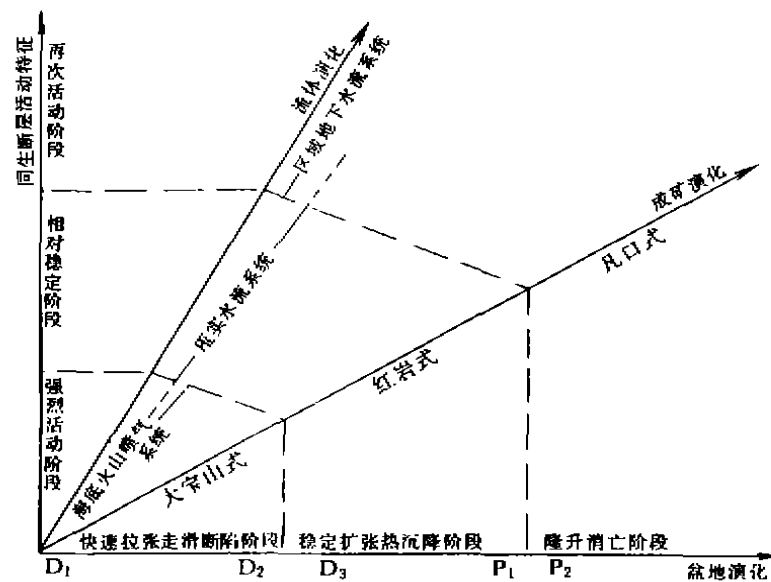 同生断层活动特征
再次活动阶段
相对稳定阶段
强烈活动阶段
流体演化
区域地下水流系统
压实水流系统
海底火山喷气
系统
成矿演化
凡口式
红岩式
大宝山式
快速拉张走滑断陷阶段
稳定扩张热沉降阶段
隆升消亡阶段
D₁ D₂ D₃ P₁ P₂
盆地演化